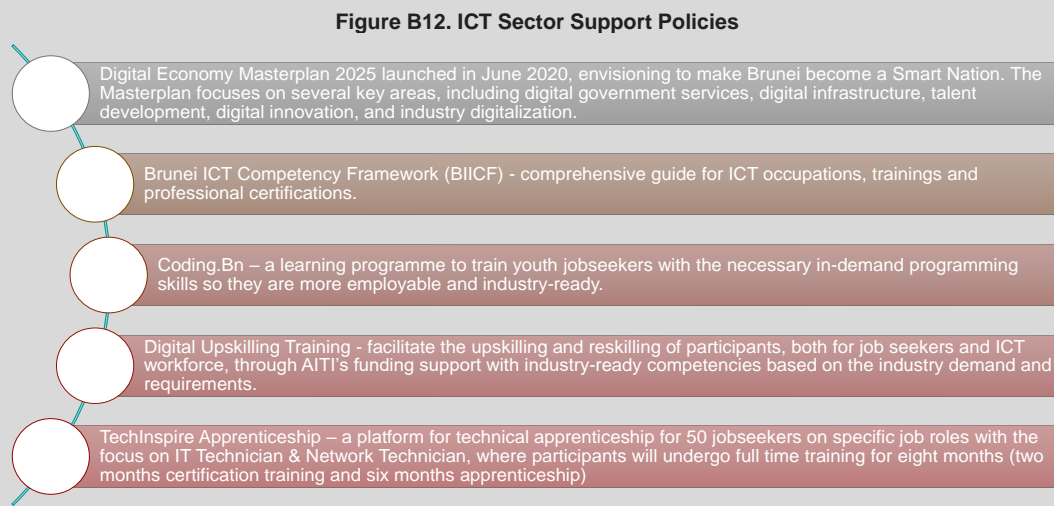 Figure B12. ICT Sector Support Policies
Digital Economy Masterplan 2025 launched in June 2020, envisioning to make Brunei become a Smart Nation. The
Masterplan focuses on several key areas, including digital government services, digital infrastructure, talent
development, digital innovation, and industry digitalization.
Brunei ICT Competency Framework (BIICF) - comprehensive guide for ICT occupations, trainings and
professional certifications.
Coding.Bn – a learning programme to train youth jobseekers with the necessary in-demand programming
skills so they are more employable and industry-ready.
Digital Upskilling Training - facilitate the upskilling and reskilling of participants, both for job seekers and ICT
workforce, through AITI's funding support with industry-ready competencies based on the industry demand and
requirements.
TechInspire Apprenticeship – a platform for technical apprenticeship for 50 jobseekers on specific job roles with the
focus on IT Technician & Network Technician, where participants will undergo full time training for eight months (two
months certification training and six months apprenticeship)